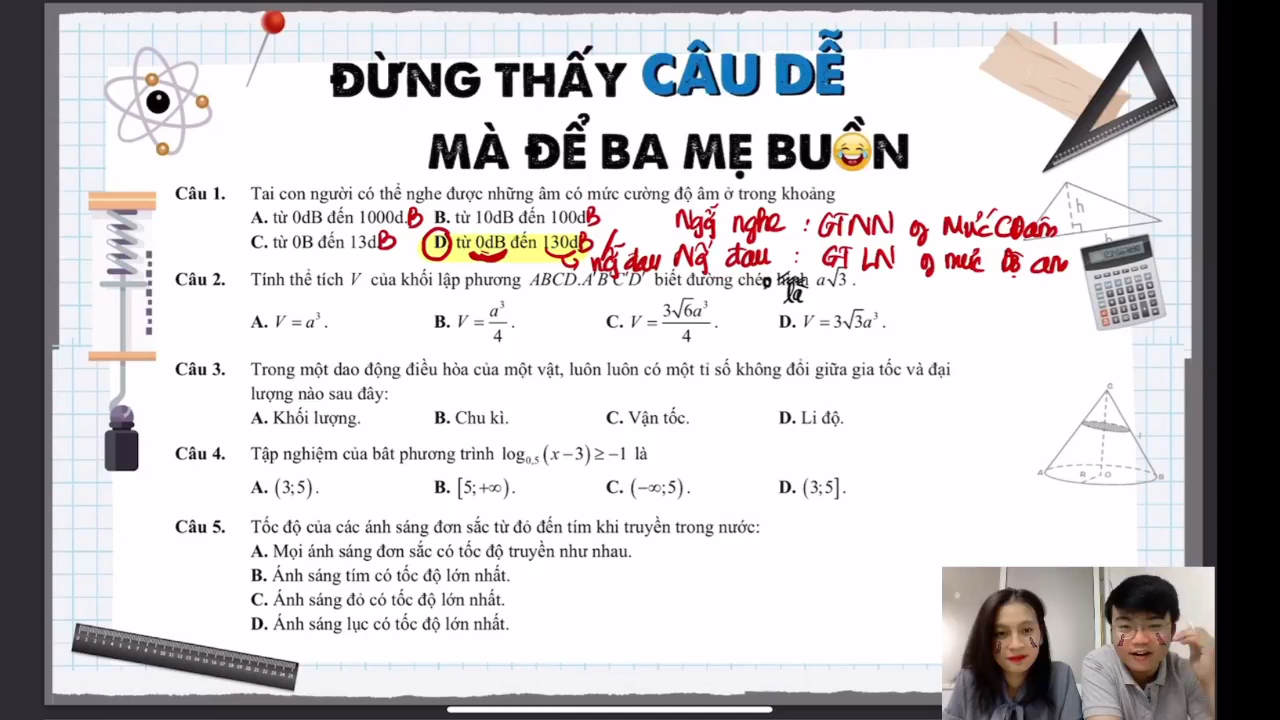 ĐỪNG THẤY CÂU DỄ
MÀ ĐỂ BA MẸ BUỒN
Câu 1. Tai con người có thể nghe được những âm có mức cường độ âm ở trong khoảng
A. từ 0dB đến 1000d.B B. từ 10dB đến 100dB
Ngưỡng nghe : GTNN of Mức CĐ âm
C. từ 0B đến 13dB D. từ 0dB đến 130dB
đau : GTLN of mức
Câu 2. Tính thể tích V của khối lập phương ABCD.A'B'C'D' biết đường chéo là a√3 .
A. V = a³ . B. V = a³/4 . C. V = 3√6a³/4 . D. V = 3√3a³ .
Câu 3. Trong một dao động điều hòa của một vật, luôn luôn có một tỉ số không đổi giữa gia tốc và đại
lượng nào sau đây:
A. Khối lượng. B. Chu kì. C. Vận tốc. D. Li độ.
Câu 4. Tập nghiệm của bât phương trình log₀,₅(x−3) ≥ −1 là
A. (3;5). B. [5;+∞). C. (−∞;5). D. (3;5].
Câu 5. Tốc độ của các ánh sáng đơn sắc từ đỏ đến tím khi truyền trong nước:
A. Mọi ánh sáng đơn sắc có tốc độ truyền như nhau.
B. Ánh sáng tím có tốc độ lớn nhất.
C. Ánh sáng đỏ có tốc độ lớn nhất.
D. Ánh sáng lục có tốc độ lớn nhất.